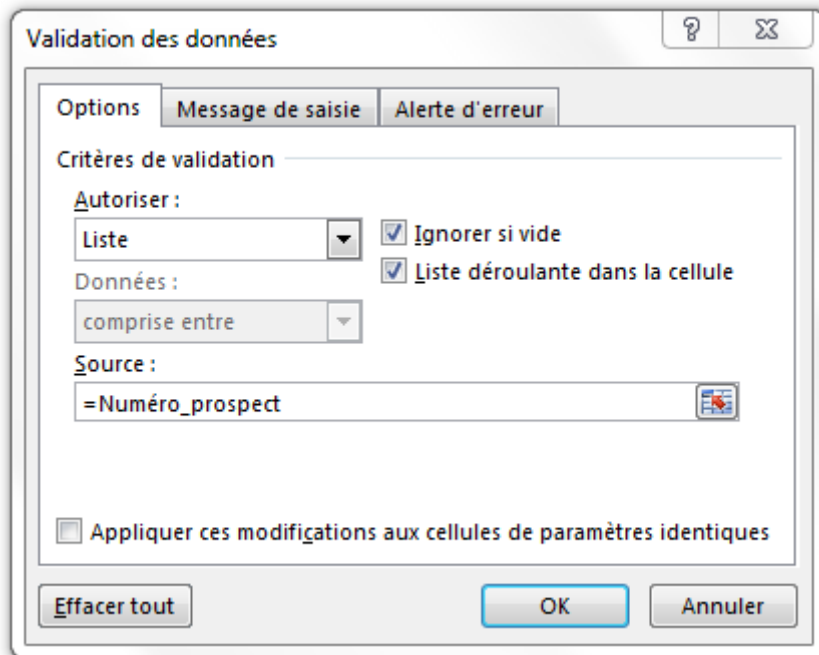 Validation des données
Options Message de saisie Alerte d'erreur
Critères de validation
Autoriser :
Liste
Ignorer si vide
Liste déroulante dans la cellule
Données :
comprise entre
Source :
=Numéro_prospect
Appliquer ces modifications aux cellules de paramètres identiques
Effacer tout OK Annuler